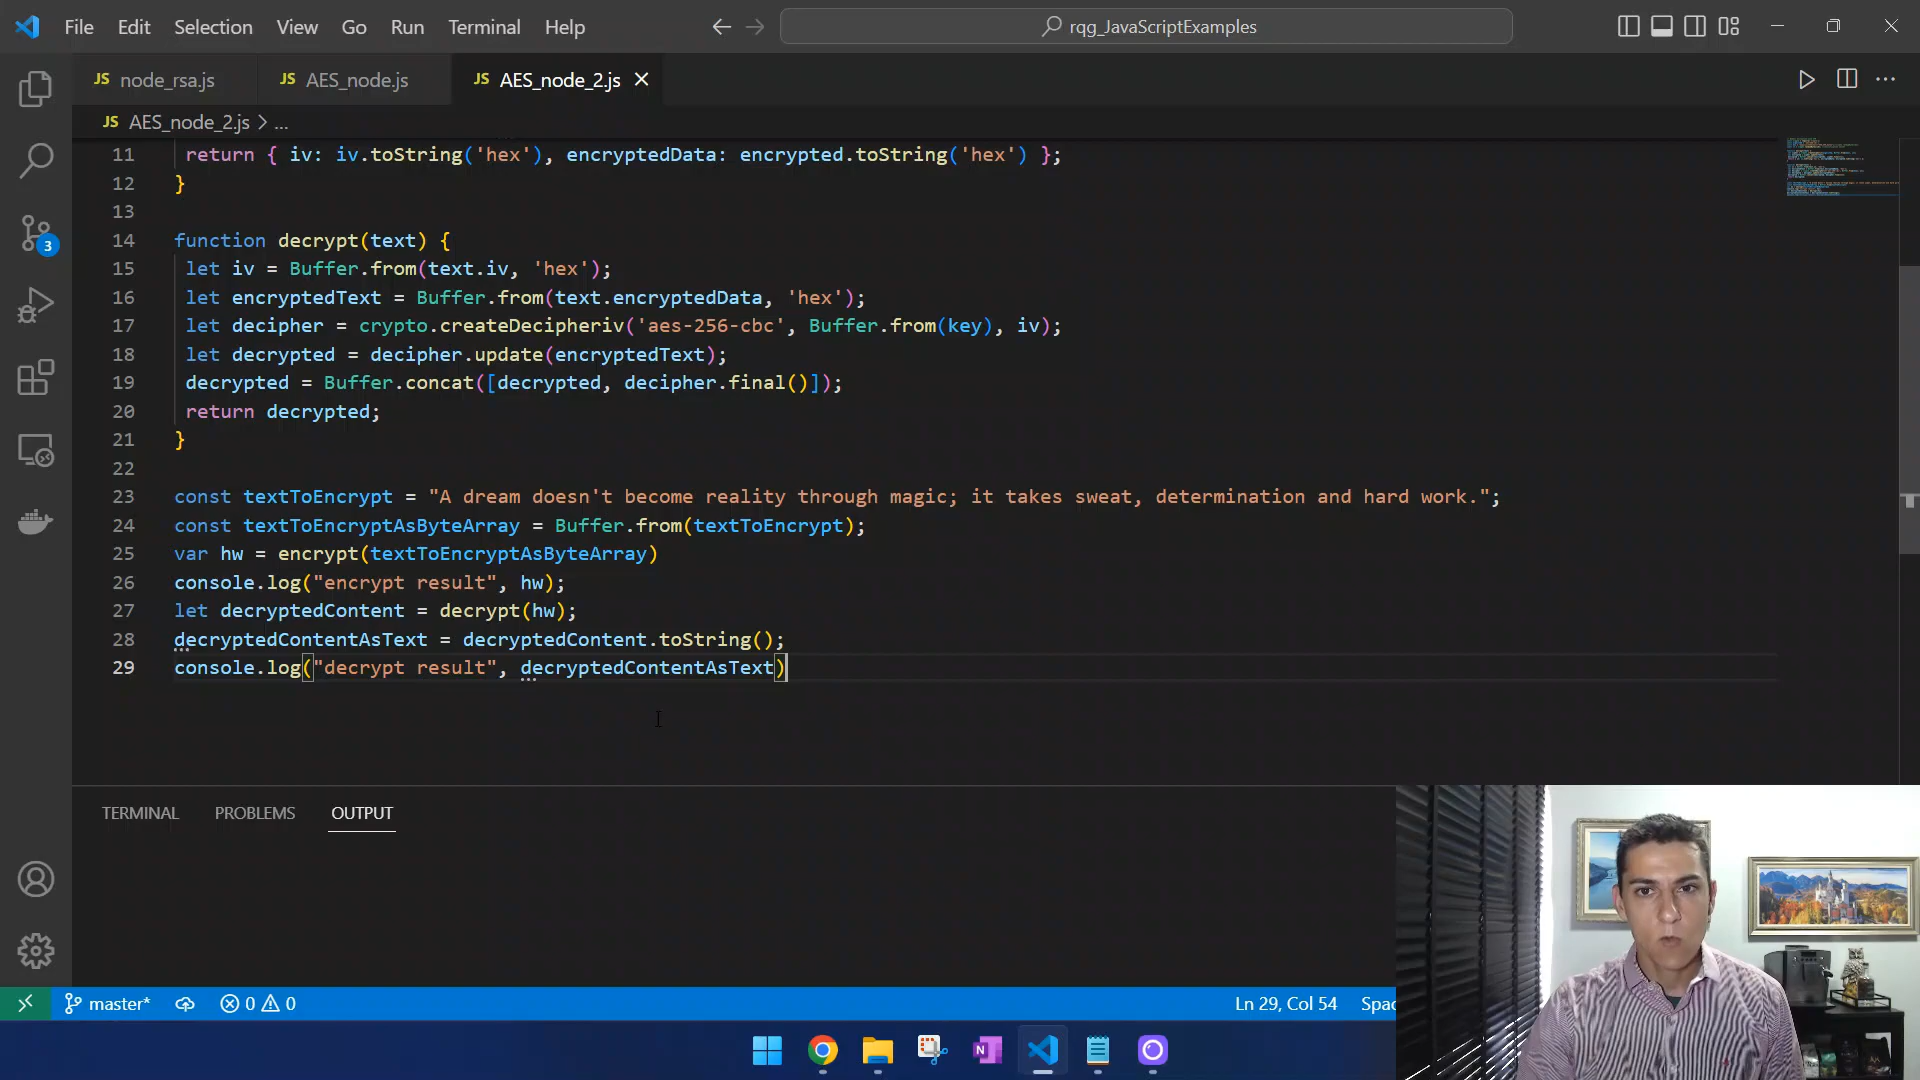 File Edit Selection View Go Run Terminal Help
rqg_JavaScriptExamples
JS node_rsa.js JS AES_node.js JS AES_node_2.js
JS AES_node_2.js > ...
11 return { iv: iv.toString('hex'), encryptedData: encrypted.toString('hex') };
12 }
13
14 function decrypt(text) {
15 let iv = Buffer.from(text.iv, 'hex');
16 let encryptedText = Buffer.from(text.encryptedData, 'hex');
17 let decipher = crypto.createDecipheriv('aes-256-cbc', Buffer.from(key), iv);
18 let decrypted = decipher.update(encryptedText);
19 decrypted = Buffer.concat([decrypted, decipher.final()]);
20 return decrypted;
21 }
22
23 const textToEncrypt = "A dream doesn't become reality through magic; it takes sweat, determination and hard work.";
24 const textToEncryptAsByteArray = Buffer.from(textToEncrypt);
25 var hw = encrypt(textToEncryptAsByteArray)
26 console.log("encrypt result", hw);
27 let decryptedContent = decrypt(hw);
28 decryptedContentAsText = decryptedContent.toString();
29 console.log("decrypt result", decryptedContentAsText)
3
TERMINAL PROBLEMS OUTPUT
master* 0 0 Ln 29, Col 54 Spac
N